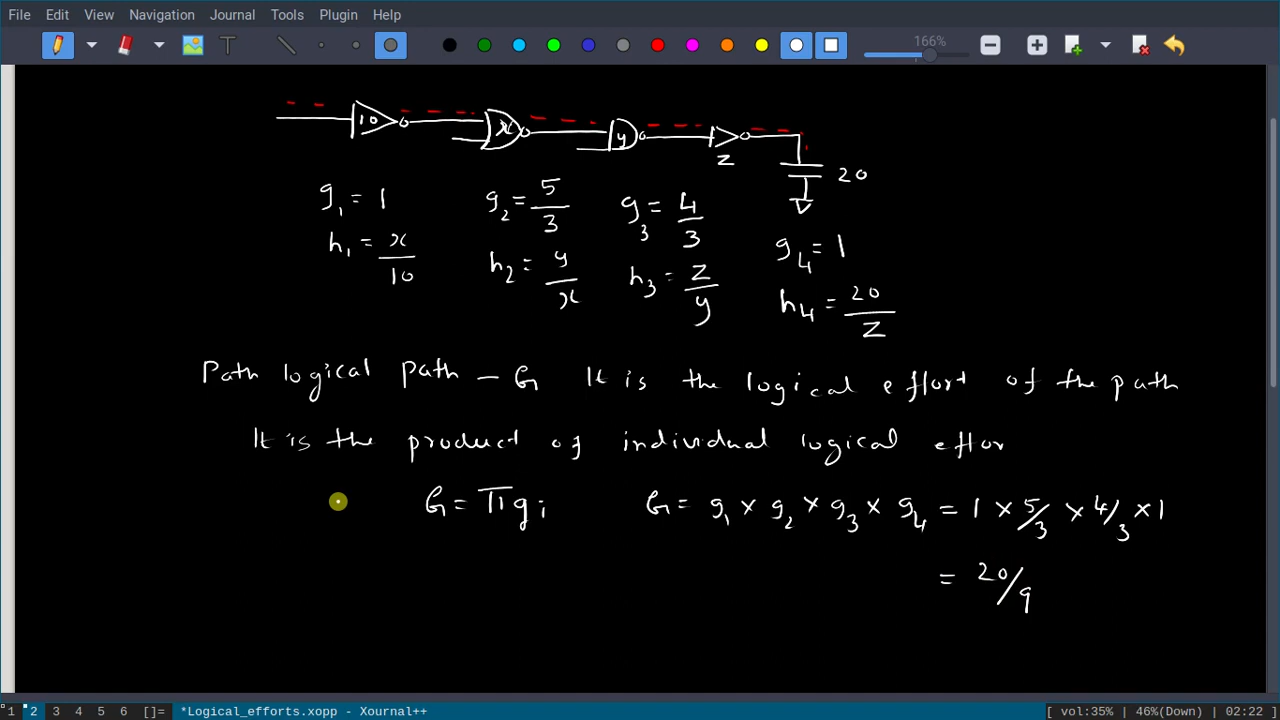 File Edit View Navigation Journal Tools Plugin Help
166%
10 x y z 20
g1 = 1 g2 = 5/3 g3 = 4/3 g4 = 1
h1 = x/10 h2 = y/x h3 = z/y h4 = 20/z
Path logical path - G It is the logical effort of the path
It is the product of individual logical effor
G = πgi G = g1 × g2 × g3 × g4 = 1 × 5/3 × 4/3 × 1
= 20/9
1 2 3 4 5 6 []= *Logical_efforts.xopp - Xournal++ [ vol:35% ] 46%(Down) | 02:22 ]